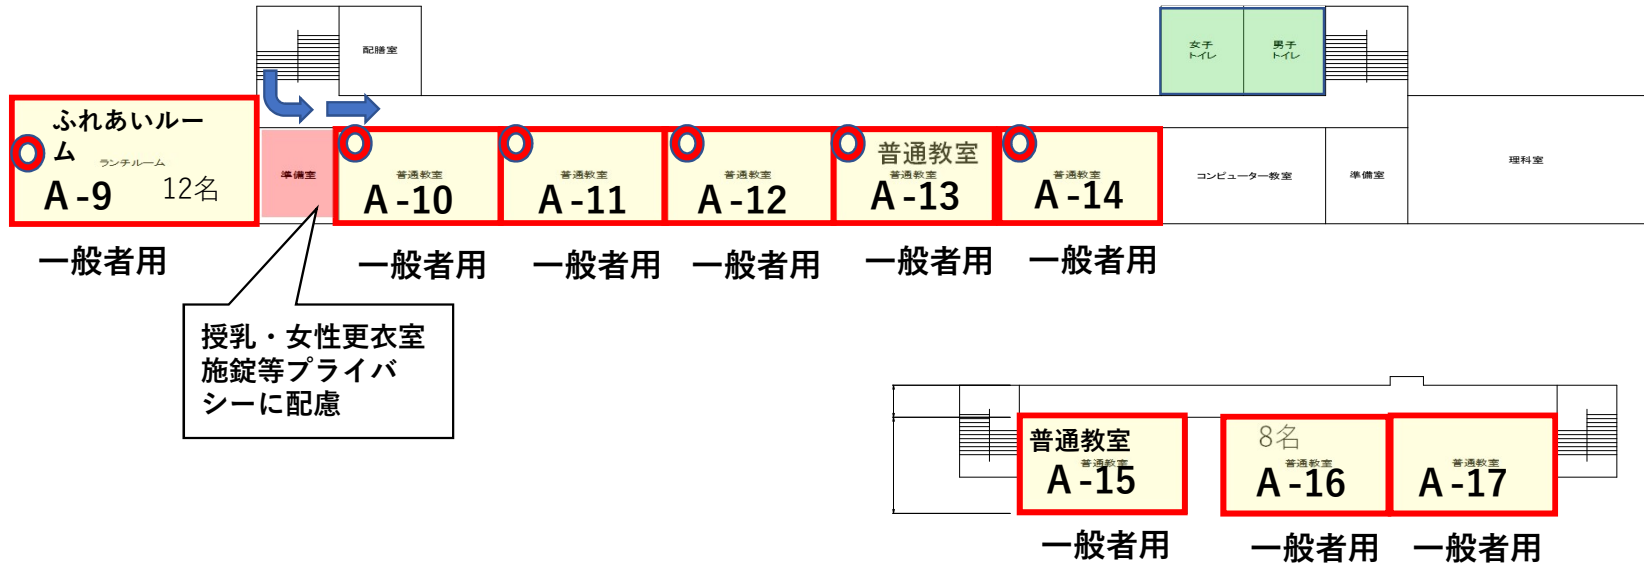 配膳室
女子
トイレ
男子
トイレ
ふれあいルー
ム
ランチルーム
A-9
12名
準備室
普通教室
A-10
普通教室
A-11
普通教室
A-12
普通教室
普通教室
A-13
普通教室
A-14
コンピューター教室
準備室
理科室
一般者用
一般者用
一般者用
一般者用
一般者用
一般者用
授乳・女性更衣室
施錠等プライバ
シーに配慮
普通教室
普通教室
A-15
8名
普通教室
A-16
普通教室
A-17
一般者用
一般者用
一般者用